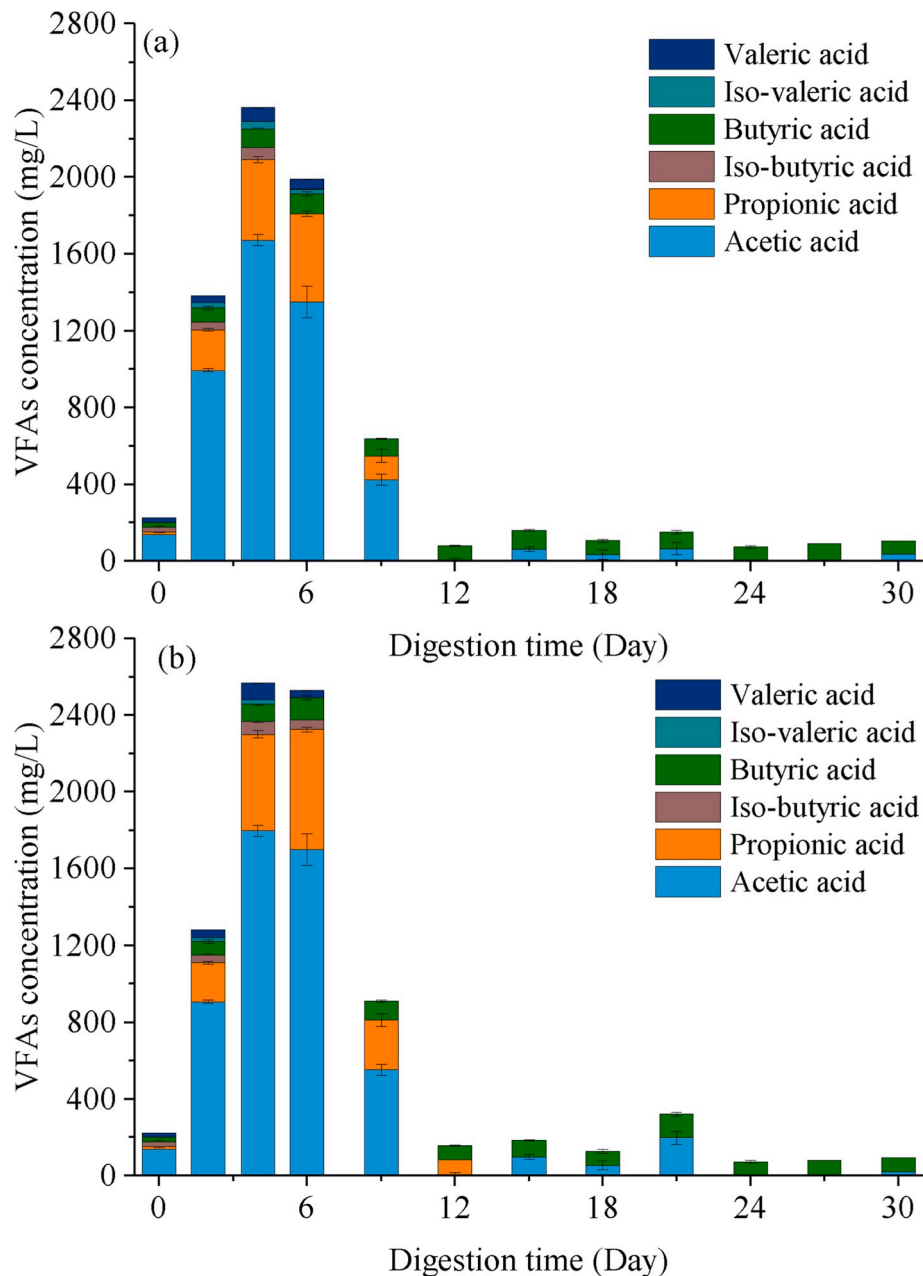 (a)
Valeric acid
Iso-valeric acid
Butyric acid
Iso-butyric acid
Propionic acid
Acetic acid
VFAs concentration (mg/L)
2800
2400
2000
1600
1200
800
400
0
0 6 12 18 24 30
Digestion time (Day)
(b)
Valeric acid
Iso-valeric acid
Butyric acid
Iso-butyric acid
Propionic acid
Acetic acid
VFAs concentration (mg/L)
2800
2400
2000
1600
1200
800
400
0
0 6 12 18 24 30
Digestion time (Day)